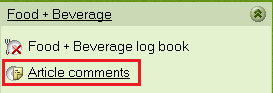 Food + Beverage
Food + Beverage log book
Article comments